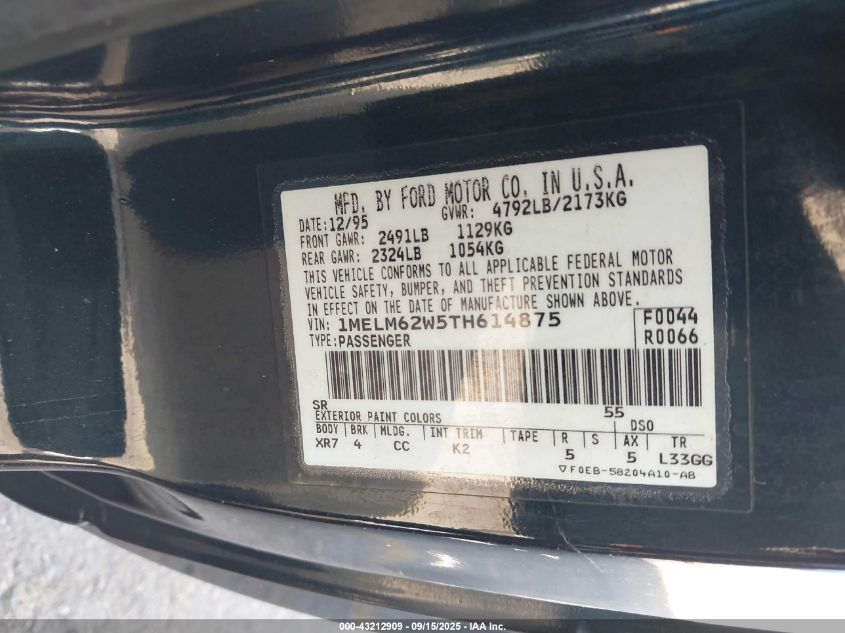 MFD. BY FORD MOTOR CO. IN U.S.A.
DATE: 12/95 GVWR: 4792LB/2173KG
FRONT GAWR: 2491LB 1129KG
REAR GAWR: 2324LB 1054KG
THIS VEHICLE CONFORMS TO ALL APPLICABLE FEDERAL MOTOR
VEHICLE SAFETY, BUMPER, AND THEFT PREVENTION STANDARDS
IN EFFECT ON THE DATE OF MANUFACTURE SHOWN ABOVE.
VIN: 1MELM62W5TH614875 F0044
TYPE: PASSENGER R0066
SR 55
EXTERIOR PAINT COLORS DSO
BODY BRK MLDG. INT TRIM TAPE R S AX TR
XR7 4 CC K2 5 5 L33GG
▽F0EB-58204A10-AB
000-43212909 - 09/15/2025 - IAA Inc.